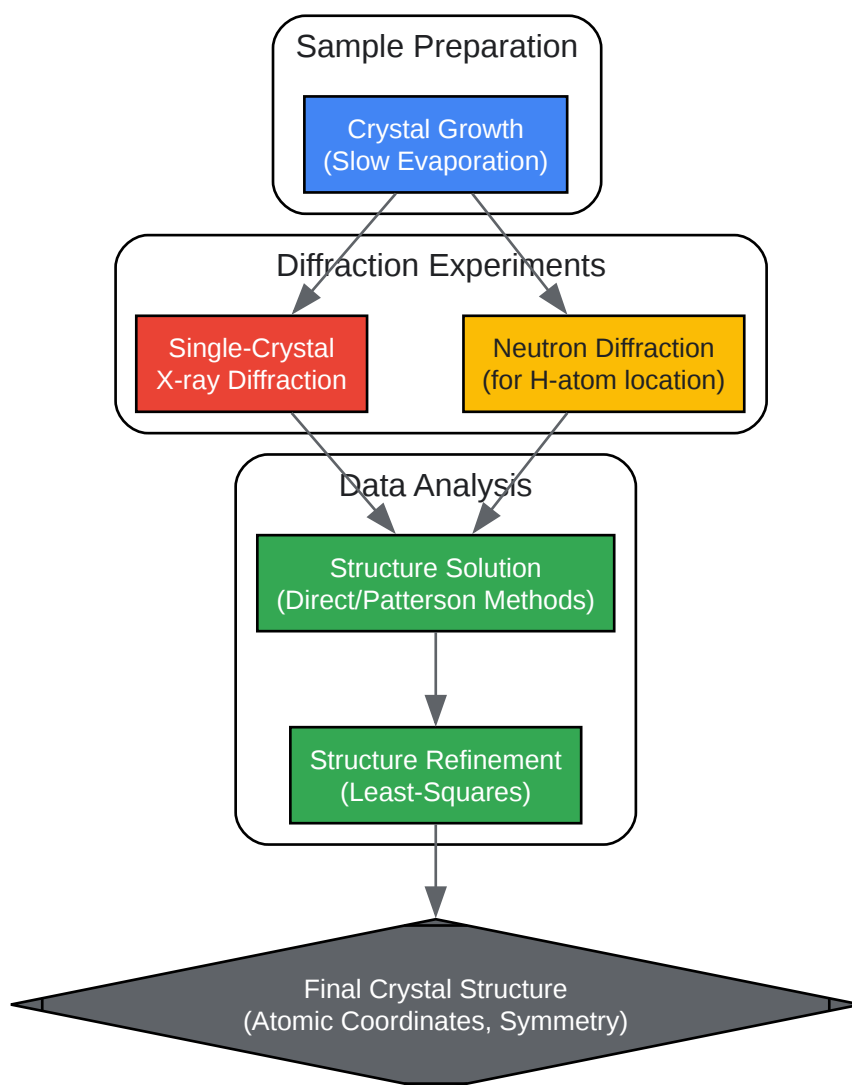 Sample Preparation
Crystal Growth
(Slow Evaporation)
Diffraction Experiments
Single-Crystal
X-ray Diffraction
Neutron Diffraction
(for H-atom location)
Data Analysis
Structure Solution
(Direct/Patterson Methods)
Structure Refinement
(Least-Squares)
Final Crystal Structure
(Atomic Coordinates, Symmetry)